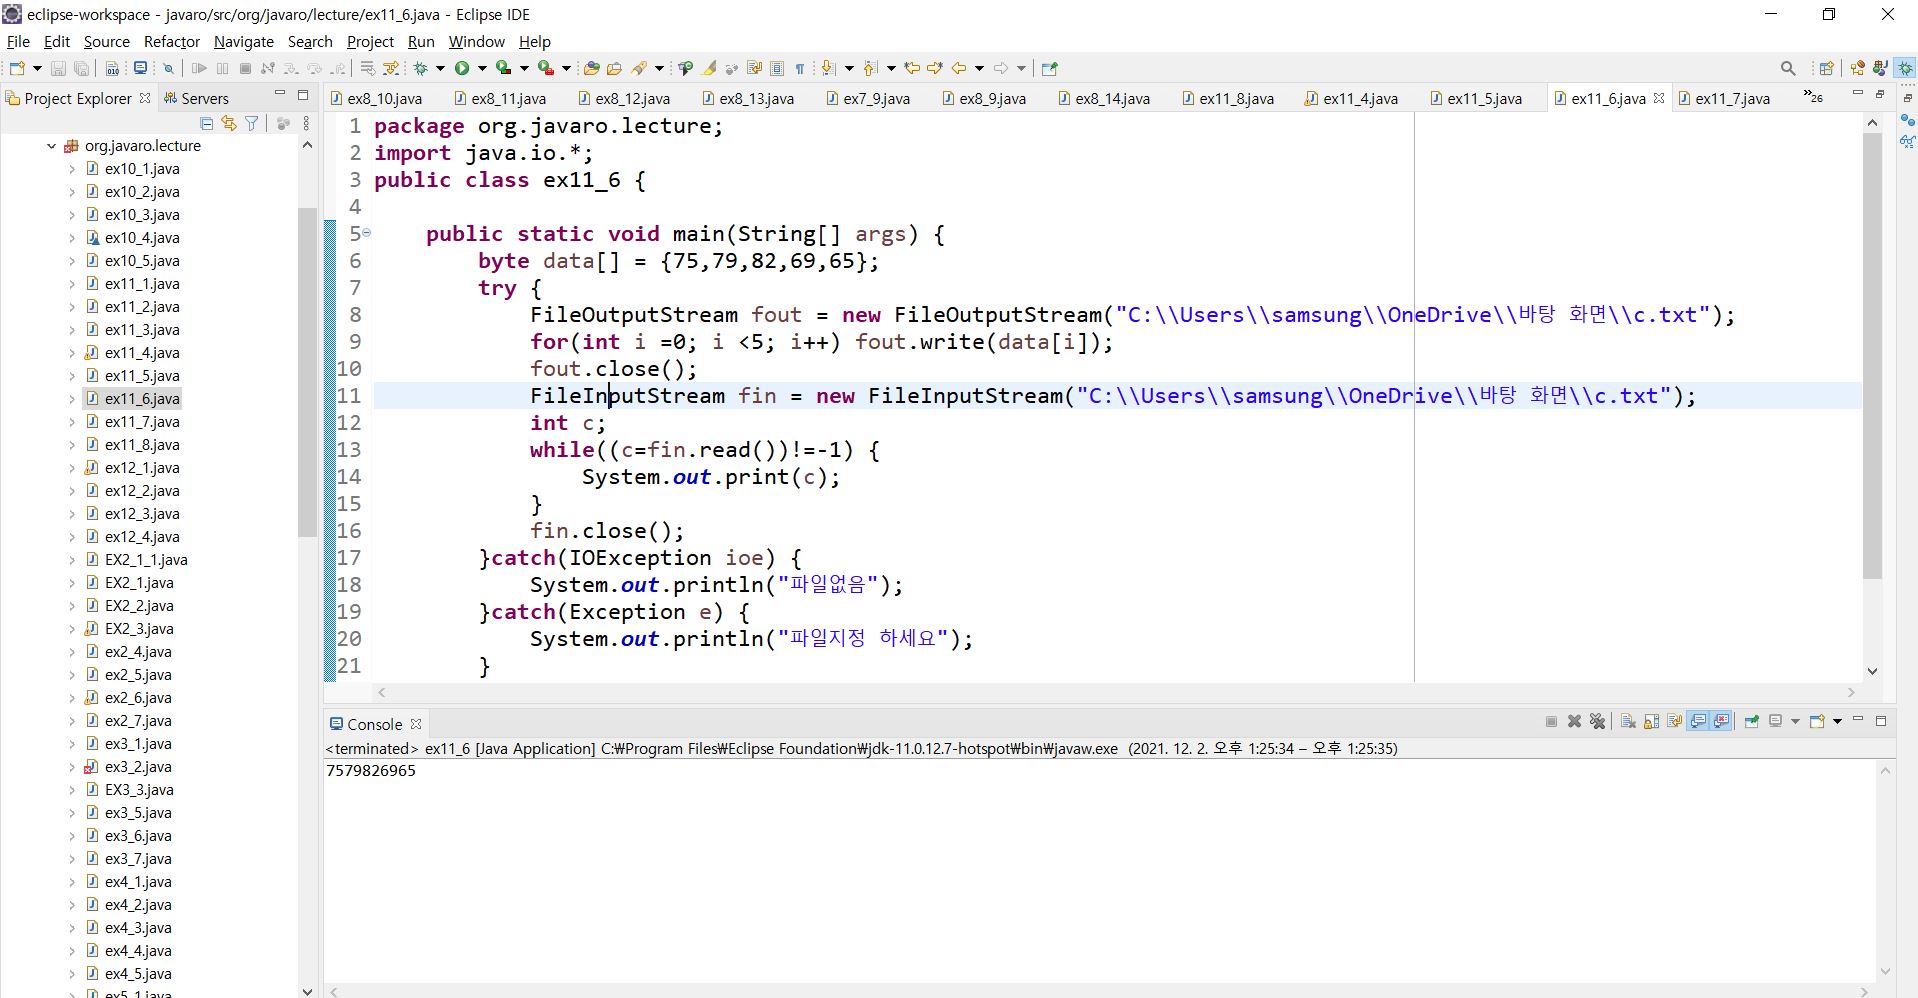 eclipse-workspace - javaro/src/org/javaro/lecture/ex11_6.java - Eclipse IDE
File Edit Source Refactor Navigate Search Project Run Window Help
Project Explorer Servers
org.javaro.lecture
ex10_1.java
ex10_2.java
ex10_3.java
ex10_4.java
ex10_5.java
ex11_1.java
ex11_2.java
ex11_3.java
ex11_4.java
ex11_5.java
ex11_6.java
ex11_7.java
ex11_8.java
ex12_1.java
ex12_2.java
ex12_3.java
ex12_4.java
EX2_1_1.java
EX2_1.java
EX2_2.java
EX2_3.java
ex2_4.java
ex2_5.java
ex2_6.java
ex2_7.java
ex3_1.java
ex3_2.java
EX3_3.java
ex3_5.java
ex3_6.java
ex3_7.java
ex4_1.java
ex4_2.java
ex4_3.java
ex4_4.java
ex4_5.java
ex5_1.java
ex8_10.java ex8_11.java ex8_12.java ex8_13.java ex7_9.java ex8_9.java ex8_14.java ex11_8.java ex11_4.java ex11_5.java ex11_6.java ex11_7.java »26
1 package org.javaro.lecture;
2 import java.io.*;
3 public class ex11_6 {
4
5 public static void main(String[] args) {
6 byte data[] = {75,79,82,69,65};
7 try {
8 FileOutputStream fout = new FileOutputStream("C:\\Users\\samsung\\OneDrive\\바탕 화면\\c.txt");
9 for(int i =0; i <5; i++) fout.write(data[i]);
10 fout.close();
11 FileInputStream fin = new FileInputStream("C:\\Users\\samsung\\OneDrive\\바탕 화면\\c.txt");
12 int c;
13 while((c=fin.read())!=-1) {
14 System.out.print(c);
15 }
16 fin.close();
17 }catch(IOException ioe) {
18 System.out.println("파일없음");
19 }catch(Exception e) {
20 System.out.println("파일지정 하세요");
21 }
Console
<terminated> ex11_6 [Java Application] C:₩Program Files₩Eclipse Foundation₩jdk-11.0.12.7-hotspot₩bin₩javaw.exe (2021. 12. 2. 오후 1:25:34 – 오후 1:25:35)
7579826965